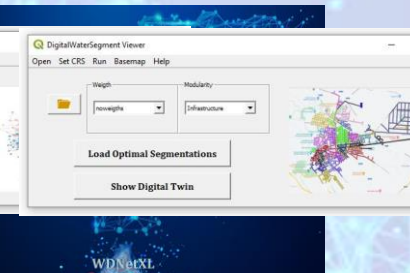 DigitalWaterSegment Viewer
Open Set CRS Run Basemap Help
Weigth
Modularity
noweigths
Infrastructure
Load Optimal Segmentations
Show Digital Twin
WDNetXL